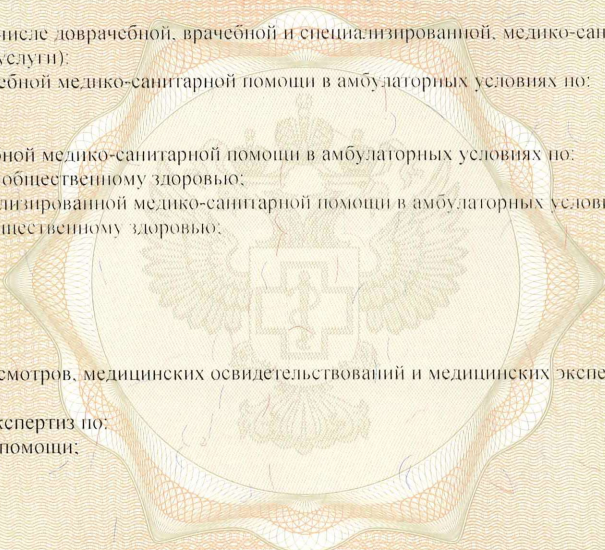 числе доврачебной, врачебной и специализированной, медико-сан
услуги):
ебной медико-санитарной помощи в амбулаторных условиях по:
ной медико-санитарной помощи в амбулаторных условиях по:
общественному здоровью;
лизированной медико-санитарной помощи в амбулаторных услови
щественному здоровью;
смотров, медицинских освидетельствований и медицинских экспе
кспертиз по:
помощи;